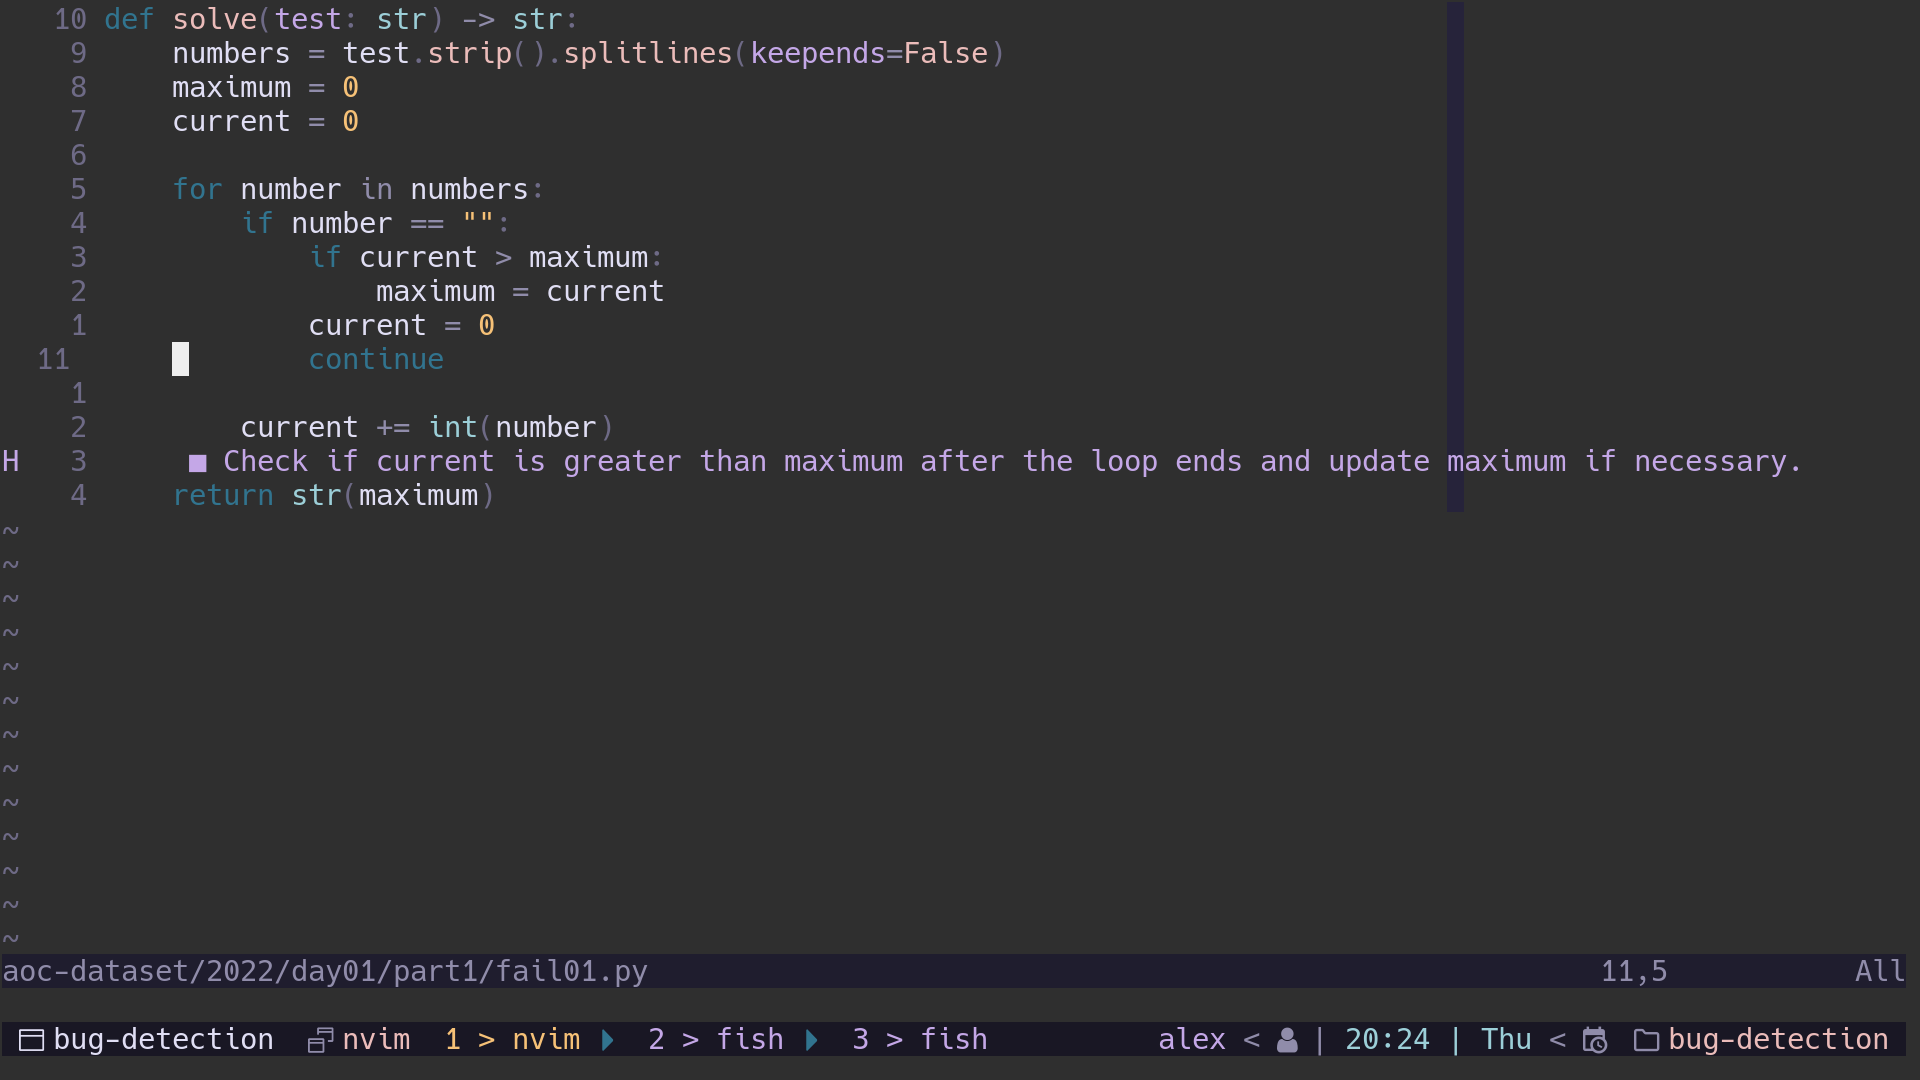 10 def solve(test: str) -> str:
9     numbers = test.strip().splitlines(keepends=False)
8     maximum = 0
7     current = 0
6
5     for number in numbers:
4         if number == "":
3             if current > maximum:
2                 maximum = current
1             current = 0
11            continue
1
2         current += int(number)
H 3     ■ Check if current is greater than maximum after the loop ends and update maximum if necessary.
4     return str(maximum)
~
~
~
~
~
~
~
~
~
~
~
~
~
aoc-dataset/2022/day01/part1/fail01.py 11,5 All
bug-detection nvim 1 > nvim 2 > fish 3 > fish alex < | 20:24 | Thu < bug-detection